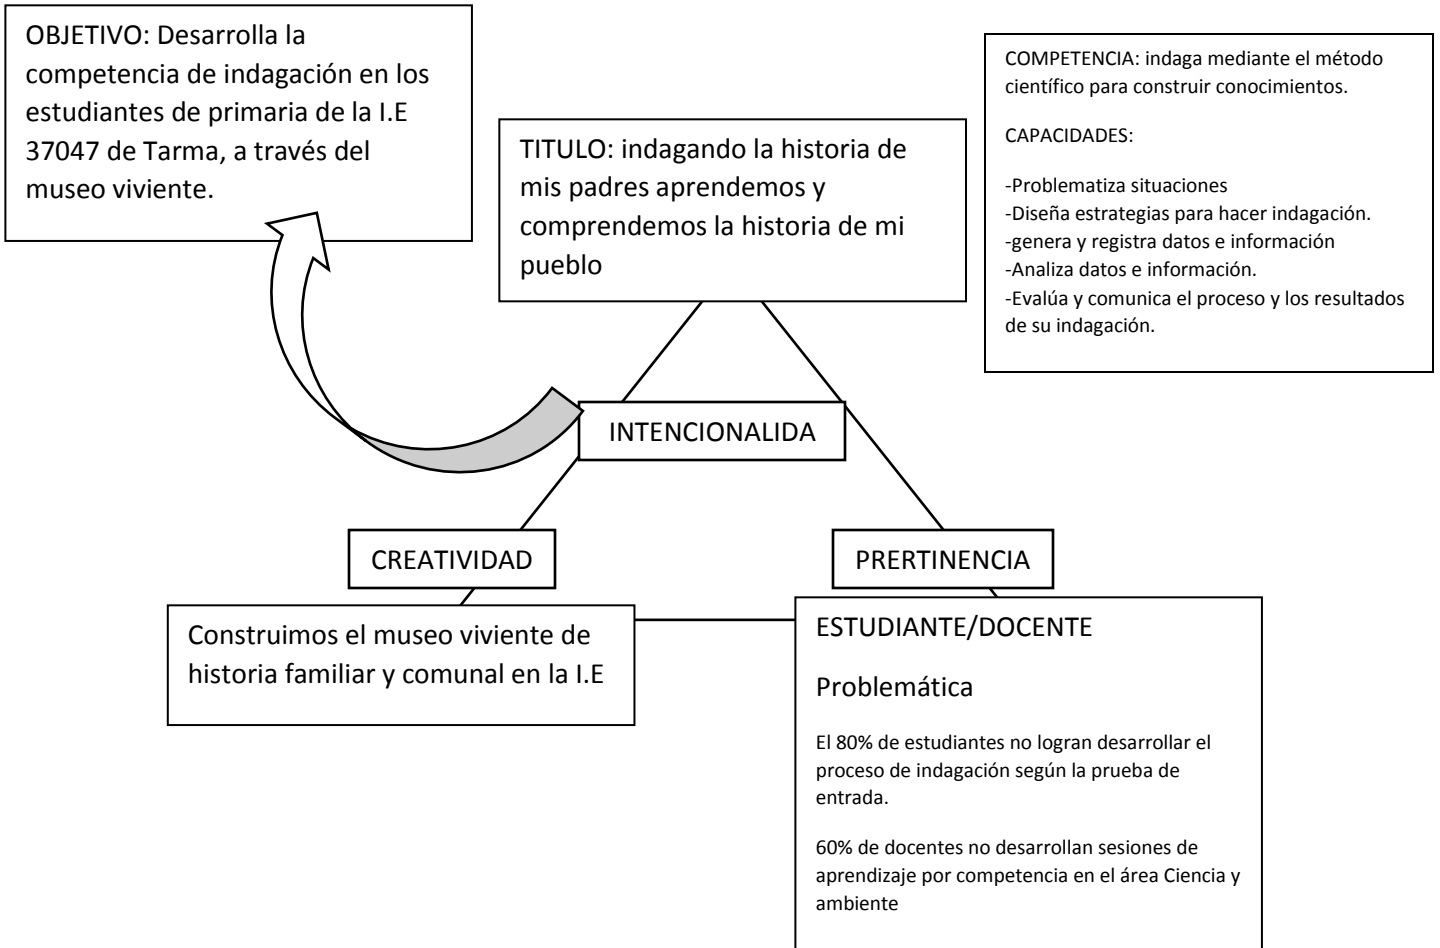 OBJETIVO: Desarrolla la
competencia de indagación en los
estudiantes de primaria de la I.E
37047 de Tarma, a través del
museo viviente.
TITULO: indagando la historia de
mis padres aprendemos y
comprendemos la historia de mi
pueblo
COMPETENCIA: indaga mediante el método
científico para construir conocimientos.
CAPACIDADES:
-Problematiza situaciones
-Diseña estrategias para hacer indagación.
-genera y registra datos e información
-Analiza datos e información.
-Evalúa y comunica el proceso y los resultados
de su indagación.
INTENCIONALIDA
CREATIVIDAD
PRERTINENCIA
Construimos el museo viviente de
historia familiar y comunal en la I.E
ESTUDIANTE/DOCENTE
Problemática
El 80% de estudiantes no logran desarrollar el
proceso de indagación según la prueba de
entrada.
60% de docentes no desarrollan sesiones de
aprendizaje por competencia en el área Ciencia y
ambiente